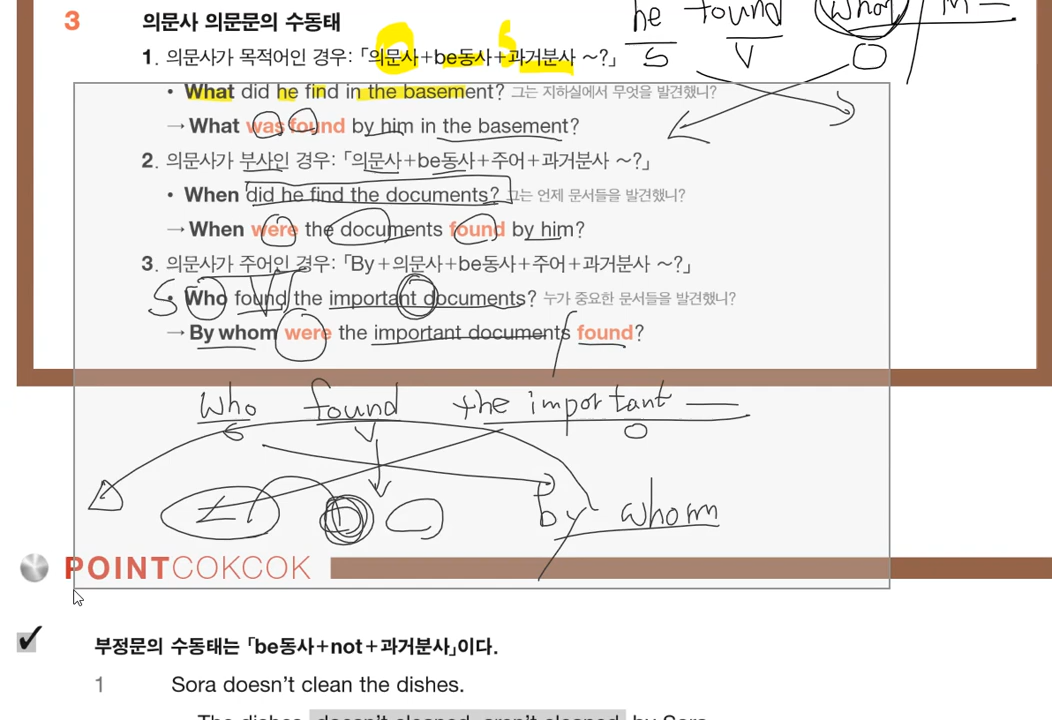 he found what in
S V O
3 의문사 의문문의 수동태
O S
1. 의문사가 목적어인 경우: 「의문사+be동사+과거분사 ~?」
• What did he find in the basement? 그는 지하실에서 무엇을 발견했니?
→ What was found by him in the basement?
2. 의문사가 부사인 경우: 「의문사+be동사+주어+과거분사 ~?」
• When did he find the documents? 그는 언제 문서들을 발견했니?
→ When were the documents found by him?
3. 의문사가 주어인 경우: 「By+의문사+be동사+주어+과거분사 ~?」
S V
• Who found the important documents? 누가 중요한 문서들을 발견했니?
→ By whom were the important documents found?
who found the important
S V O
by whom
POINTCOKCOK
부정문의 수동태는 「be동사+not+과거분사」이다.
1 Sora doesn't clean the dishes.
The dishes doesn't cleaned, aren't cleaned by Sora.